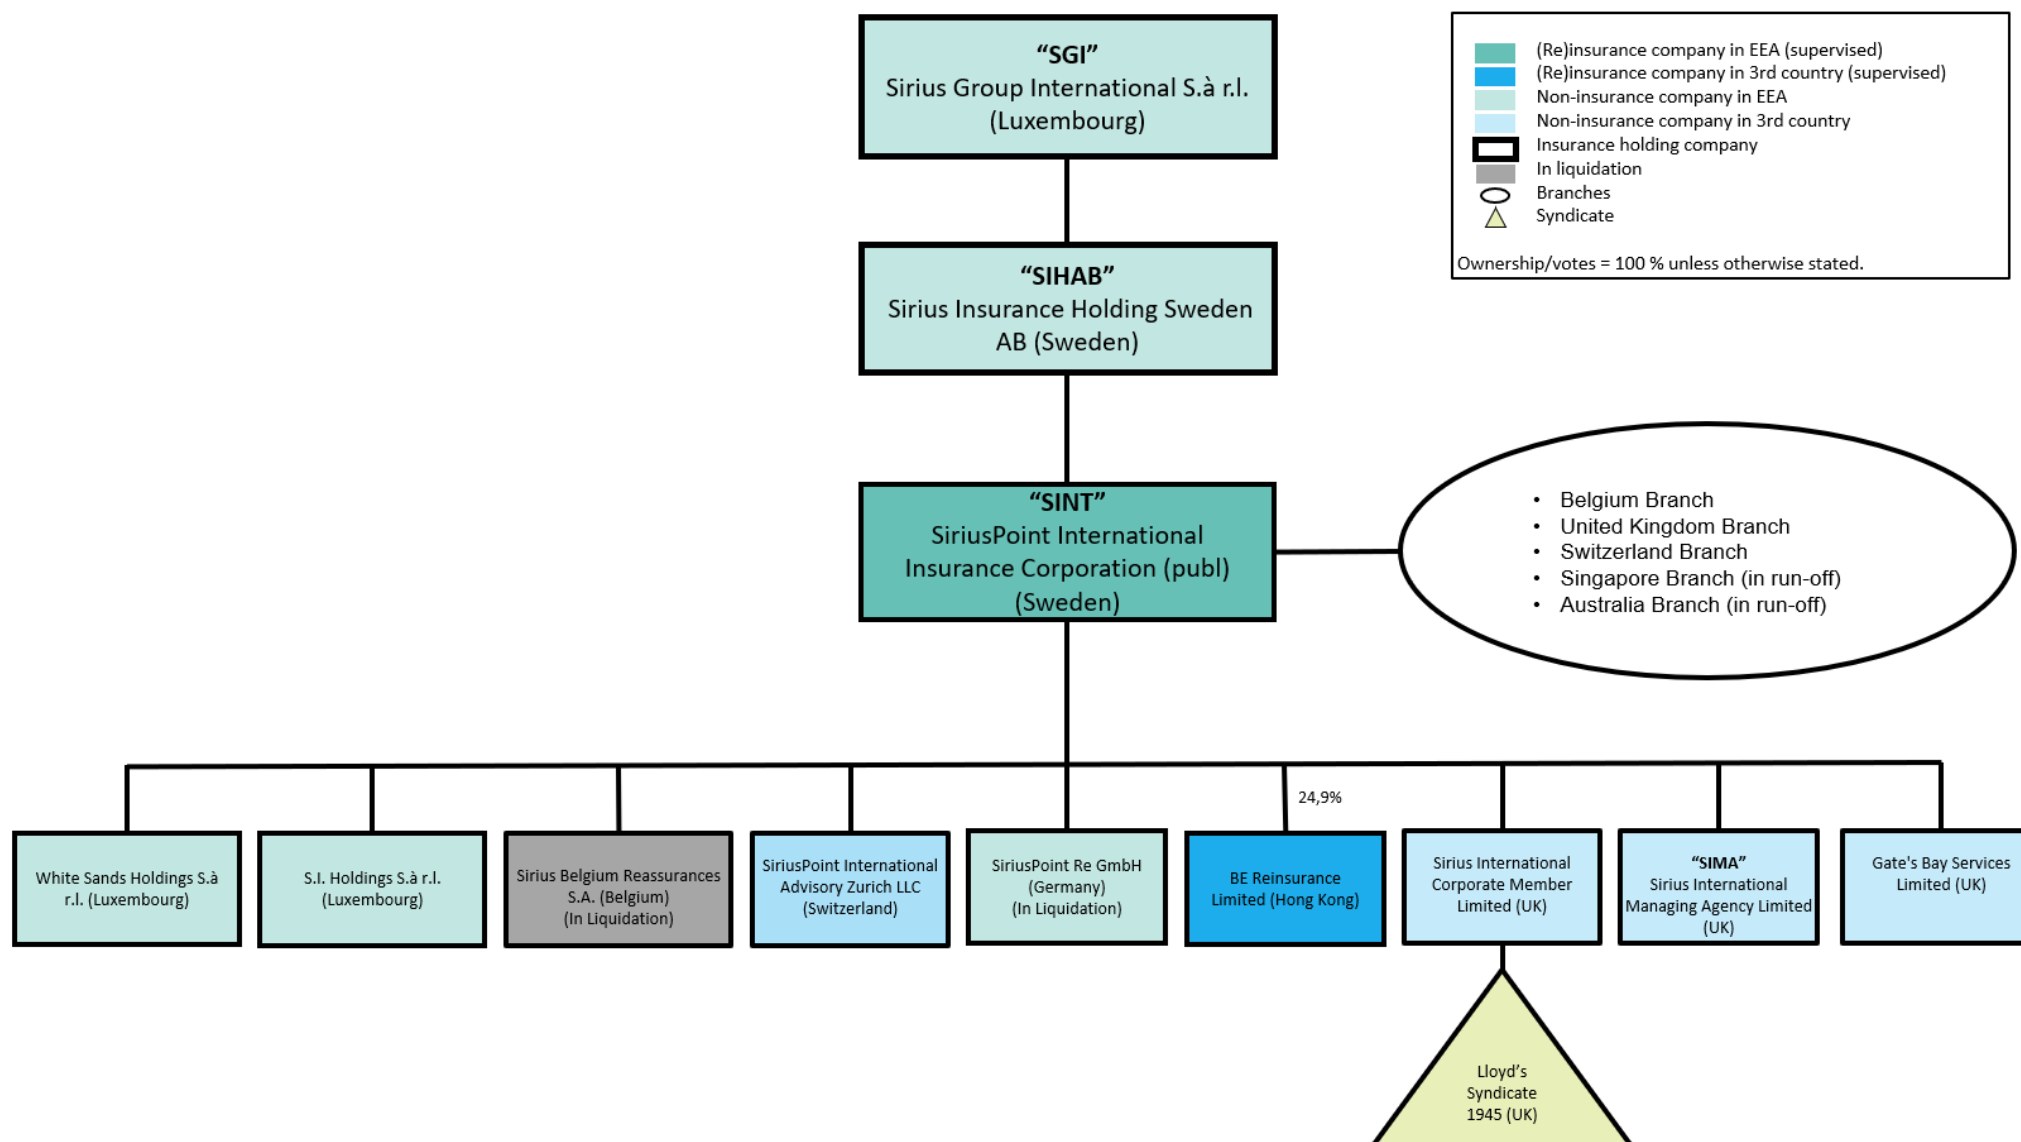 “SGI”
Sirius Group International S.à r.l.
(Luxembourg)
(Re)insurance company in EEA (supervised)
(Re)insurance company in 3rd country (supervised)
Non-insurance company in EEA
Non-insurance company in 3rd country
Insurance holding company
In liquidation
Branches
Syndicate
Ownership/votes = 100 % unless otherwise stated.
“SIHAB”
Sirius Insurance Holding Sweden
AB (Sweden)
“SINT”
SiriusPoint International
Insurance Corporation (publ)
(Sweden)
• Belgium Branch
• United Kingdom Branch
• Switzerland Branch
• Singapore Branch (in run-off)
• Australia Branch (in run-off)
24,9%
White Sands Holdings S.à
r.l. (Luxembourg)
S.I. Holdings S.à r.l.
(Luxembourg)
Sirius Belgium Reassurances
S.A. (Belgium)
(In Liquidation)
SiriusPoint International
Advisory Zurich LLC
(Switzerland)
SiriusPoint Re GmbH
(Germany)
(In Liquidation)
BE Reinsurance
Limited (Hong Kong)
Sirius International
Corporate Member
Limited (UK)
“SIMA”
Sirius International
Managing Agency Limited
(UK)
Gate's Bay Services
Limited (UK)
Lloyd’s
Syndicate
1945 (UK)